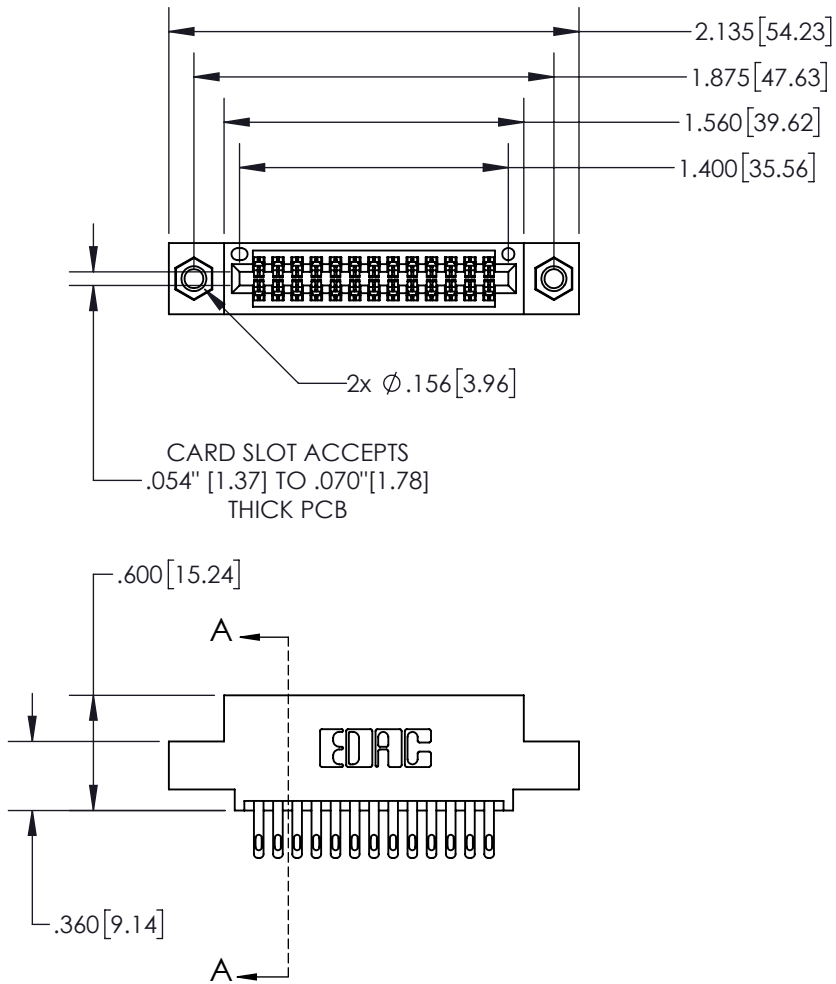 2.135[54.23]
1.875[47.63]
1.560[39.62]
1.400[35.56]
2x Ø.156[3.96]
CARD SLOT ACCEPTS
.054" [1.37] TO .070"[1.78]
THICK PCB
.600[15.24]
A
EDAC
.360[9.14]
A